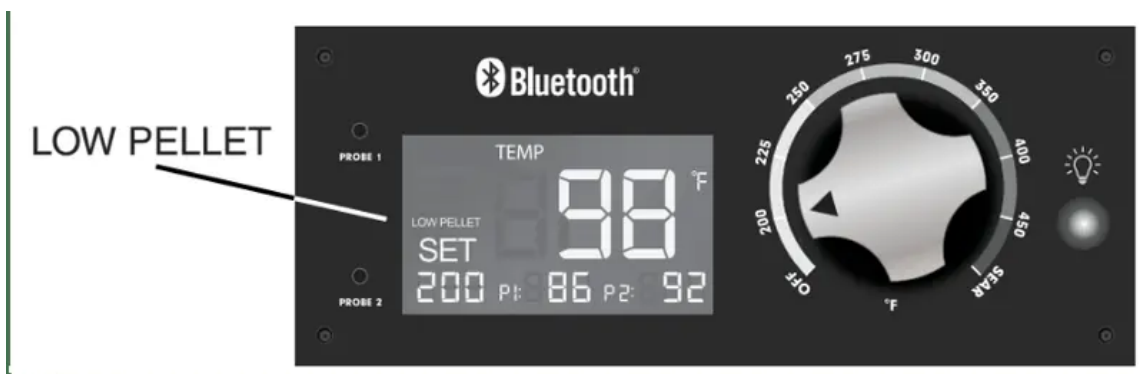 LOW PELLET
Bluetooth®
PROBE 1
PROBE 2
TEMP
98 °F
LOW PELLET
SET
200 P1: 86 P2: 92
OFF
200
225
250
275
300
350
400
450
SEAR
°F